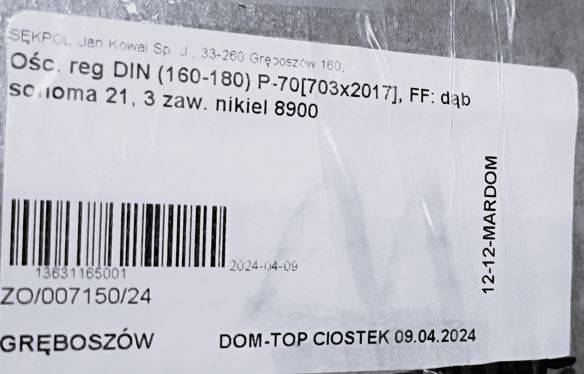 SĘKPOL Jan Kowal Sp. J., 33-260 Gręboszów 160,
Ośc. reg DIN (160-180) P-70[703x2017], FF: dąb
sonoma 21, 3 zaw. nikiel 8900
13631165001
2024-04-09
ZO/007150/24
GRĘBOSZÓW
DOM-TOP CIOSTEK 09.04.2024
12-12-MARDOM